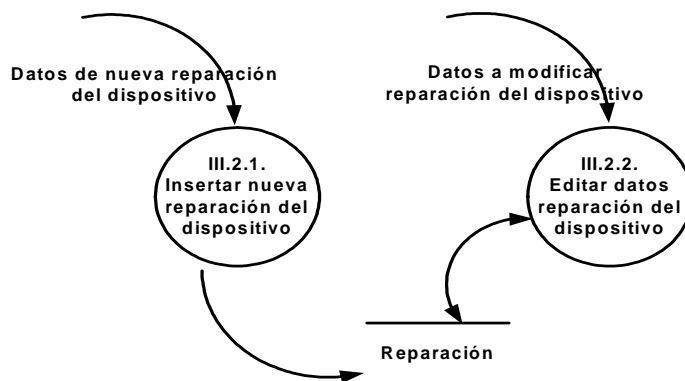 Datos de nueva reparación
del dispositivo
Datos a modificar
reparación del dispositivo
III.2.1.
Insertar nueva
reparación del
dispositivo
III.2.2.
Editar datos
reparación del
dispositivo
Reparación